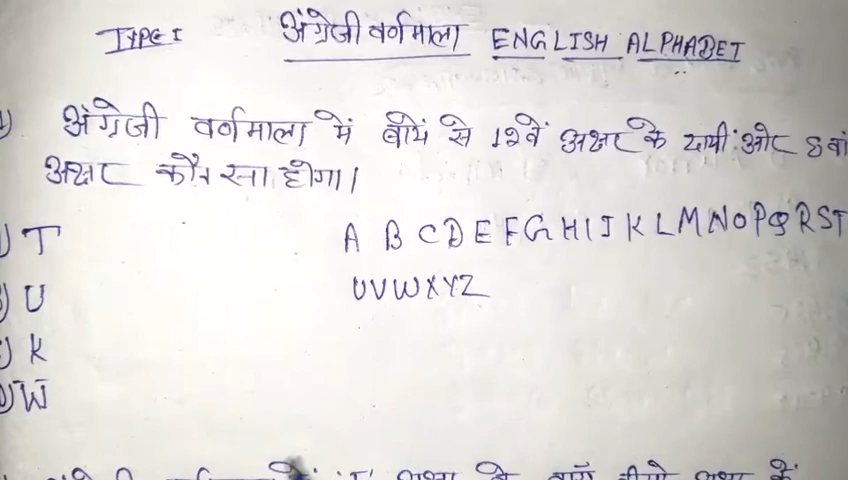 TYPE I अंग्रेजी वर्णमाला ENGLISH ALPHABET
अंग्रेजी वर्णमाला में बायें से 12वें अक्षर के दायीं ओर 8वां
अक्षर कौन सा होगा।
T
A B C D E F G H I J K L M N O P Q R S T
U
U V W X Y Z
K
W